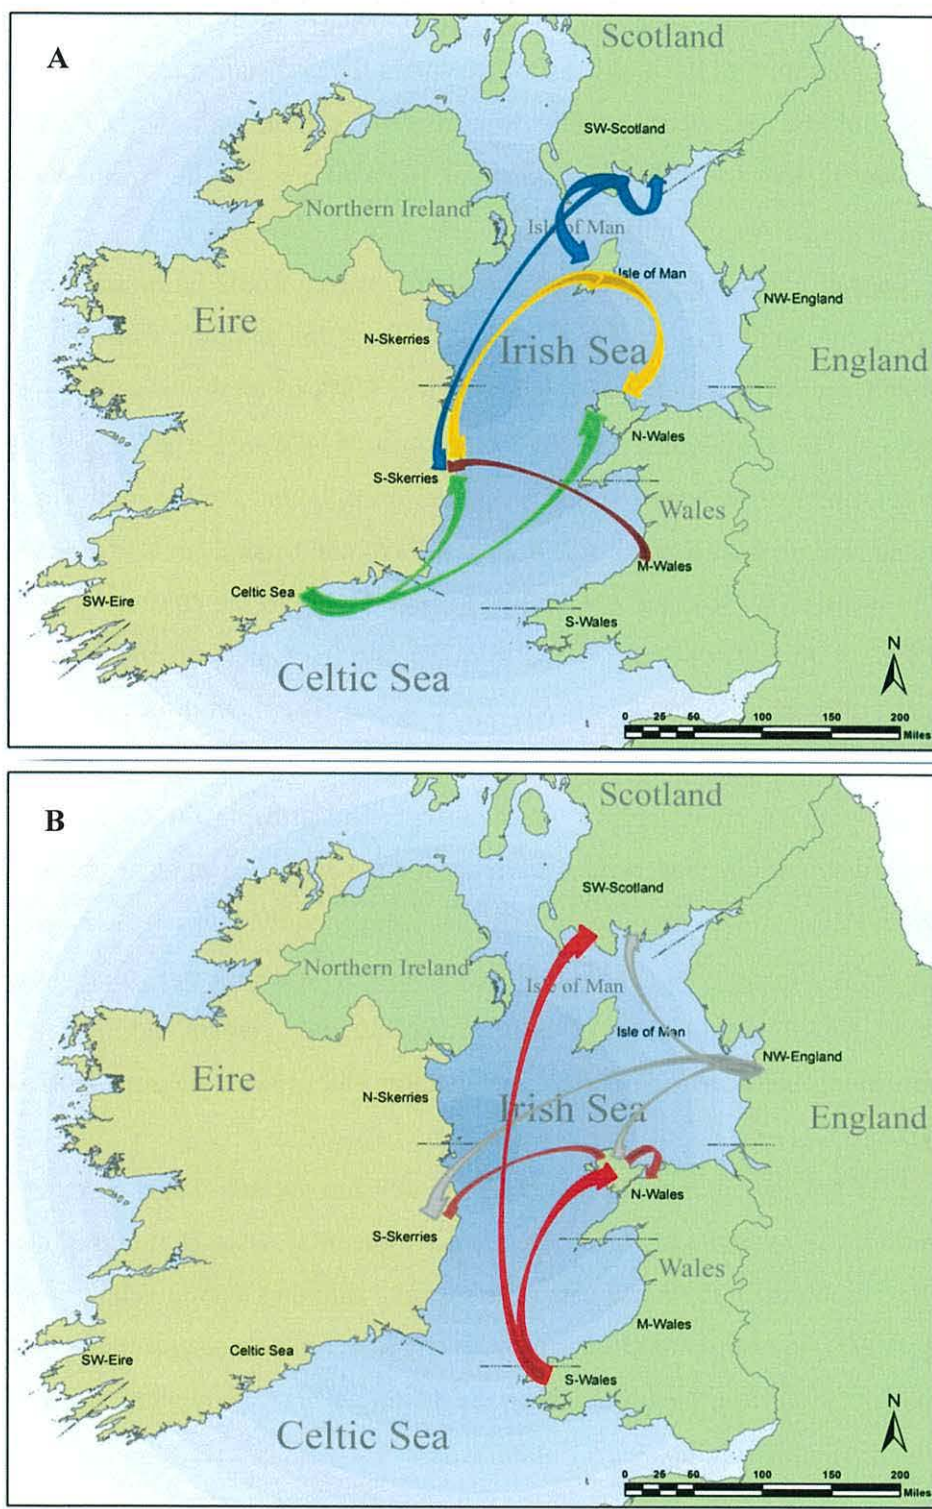 A
Scotland
SW-Scotland
Northern Ireland
Isle of Man
Isle of Man
NW-England
Eire
N-Skerries
Irish Sea
England
N-Wales
S-Skerries
Wales
M-Wales
Celtic Sea
SW-Eire
S-Wales
N
Celtic Sea
0 25 50 100 150 200
Miles
B
Scotland
SW-Scotland
Northern Ireland
Isle of Man
Isle of Man
NW-England
Eire
N-Skerries
Irish Sea
England
N-Wales
S-Skerries
Wales
M-Wales
Celtic Sea
SW-Eire
S-Wales
N
Celtic Sea
0 25 50 100 150 200
Miles